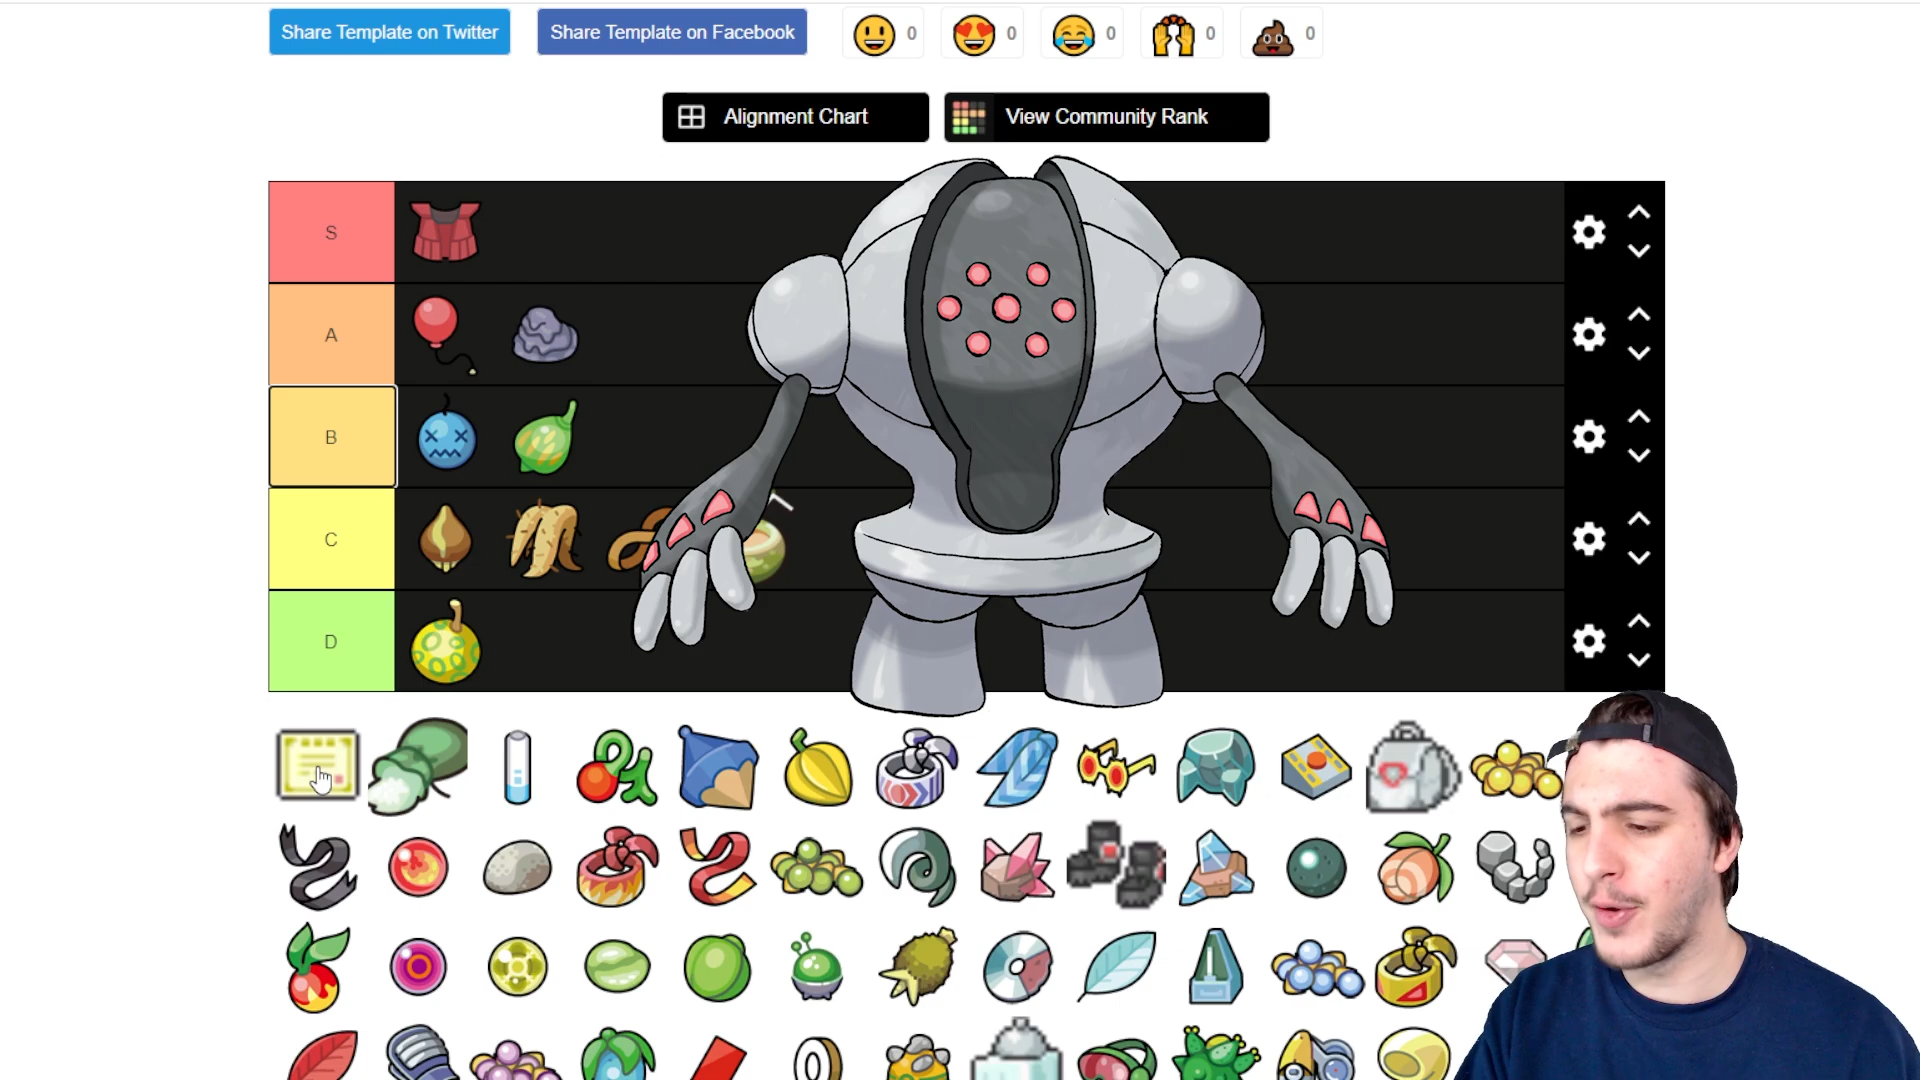 Share Template on Twitter
Share Template on Facebook
0
0
0
0
0
Alignment Chart
View Community Rank
S
A
B
C
D